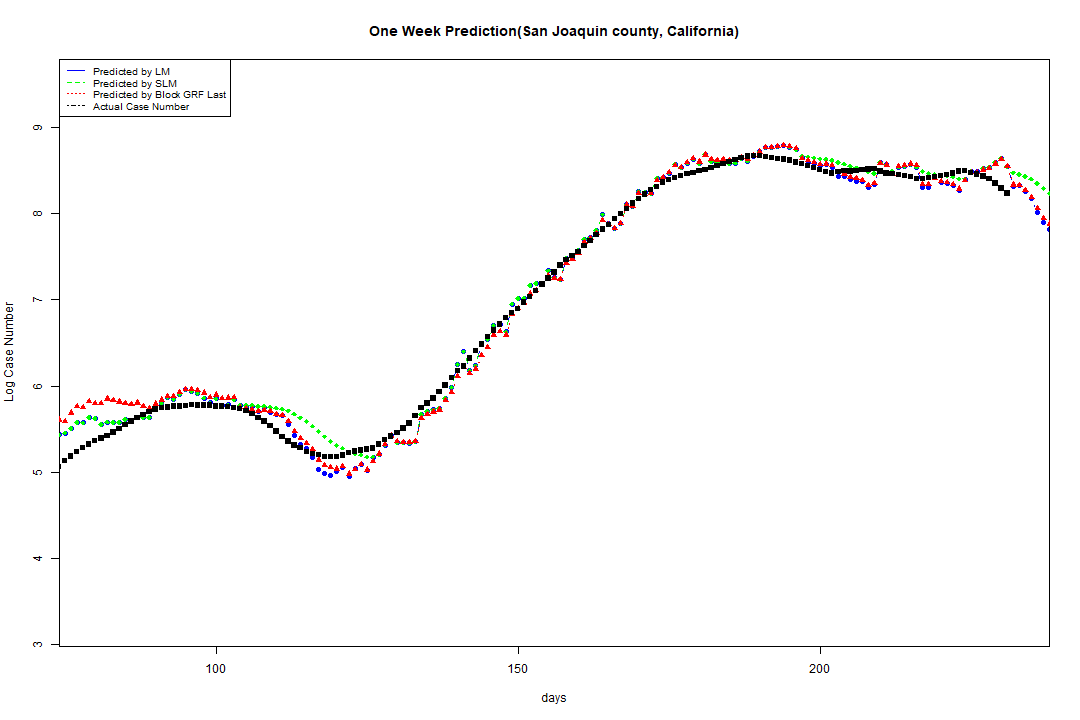 One Week Prediction(San Joaquin county, California)
Predicted by LM
Predicted by SLM
Predicted by Block GRF Last
Actual Case Number
9
8
7
6
5
4
3
Log Case Number
100
150
200
days